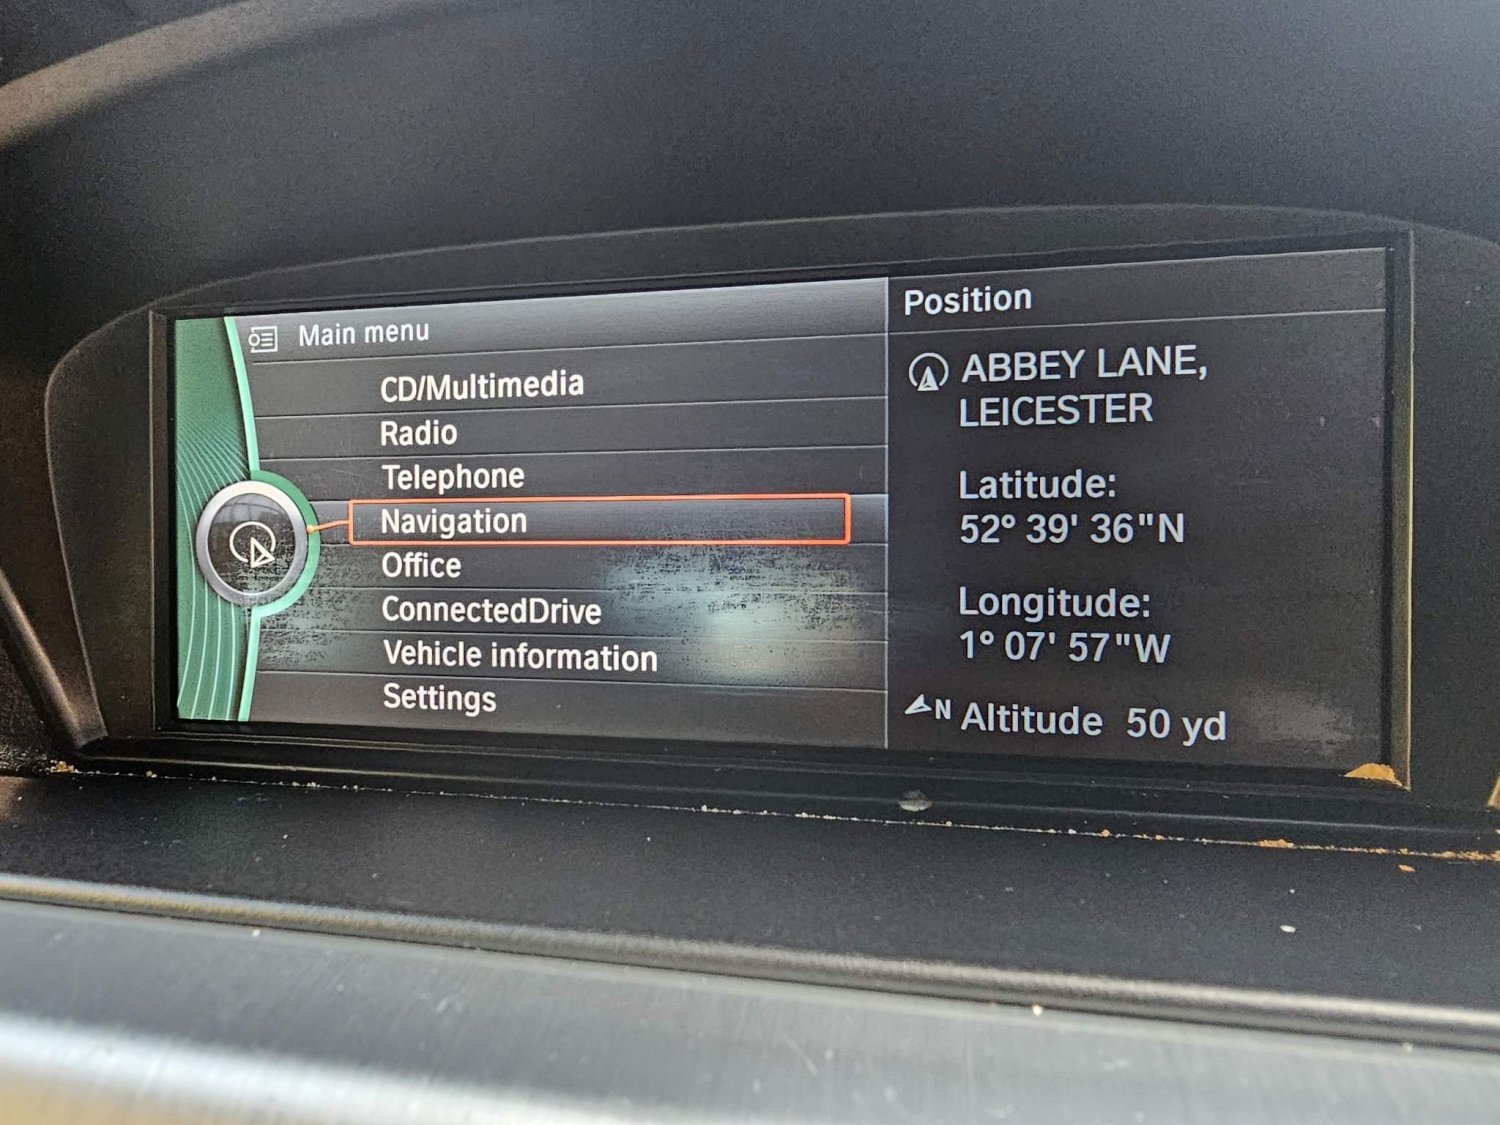 Main menu
CD/Multimedia
Radio
Telephone
Navigation
Office
ConnectedDrive
Vehicle information
Settings
Position
ABBEY LANE,
LEICESTER
Latitude:
52° 39' 36"N
Longitude:
1° 07' 57"W
N Altitude 50 yd